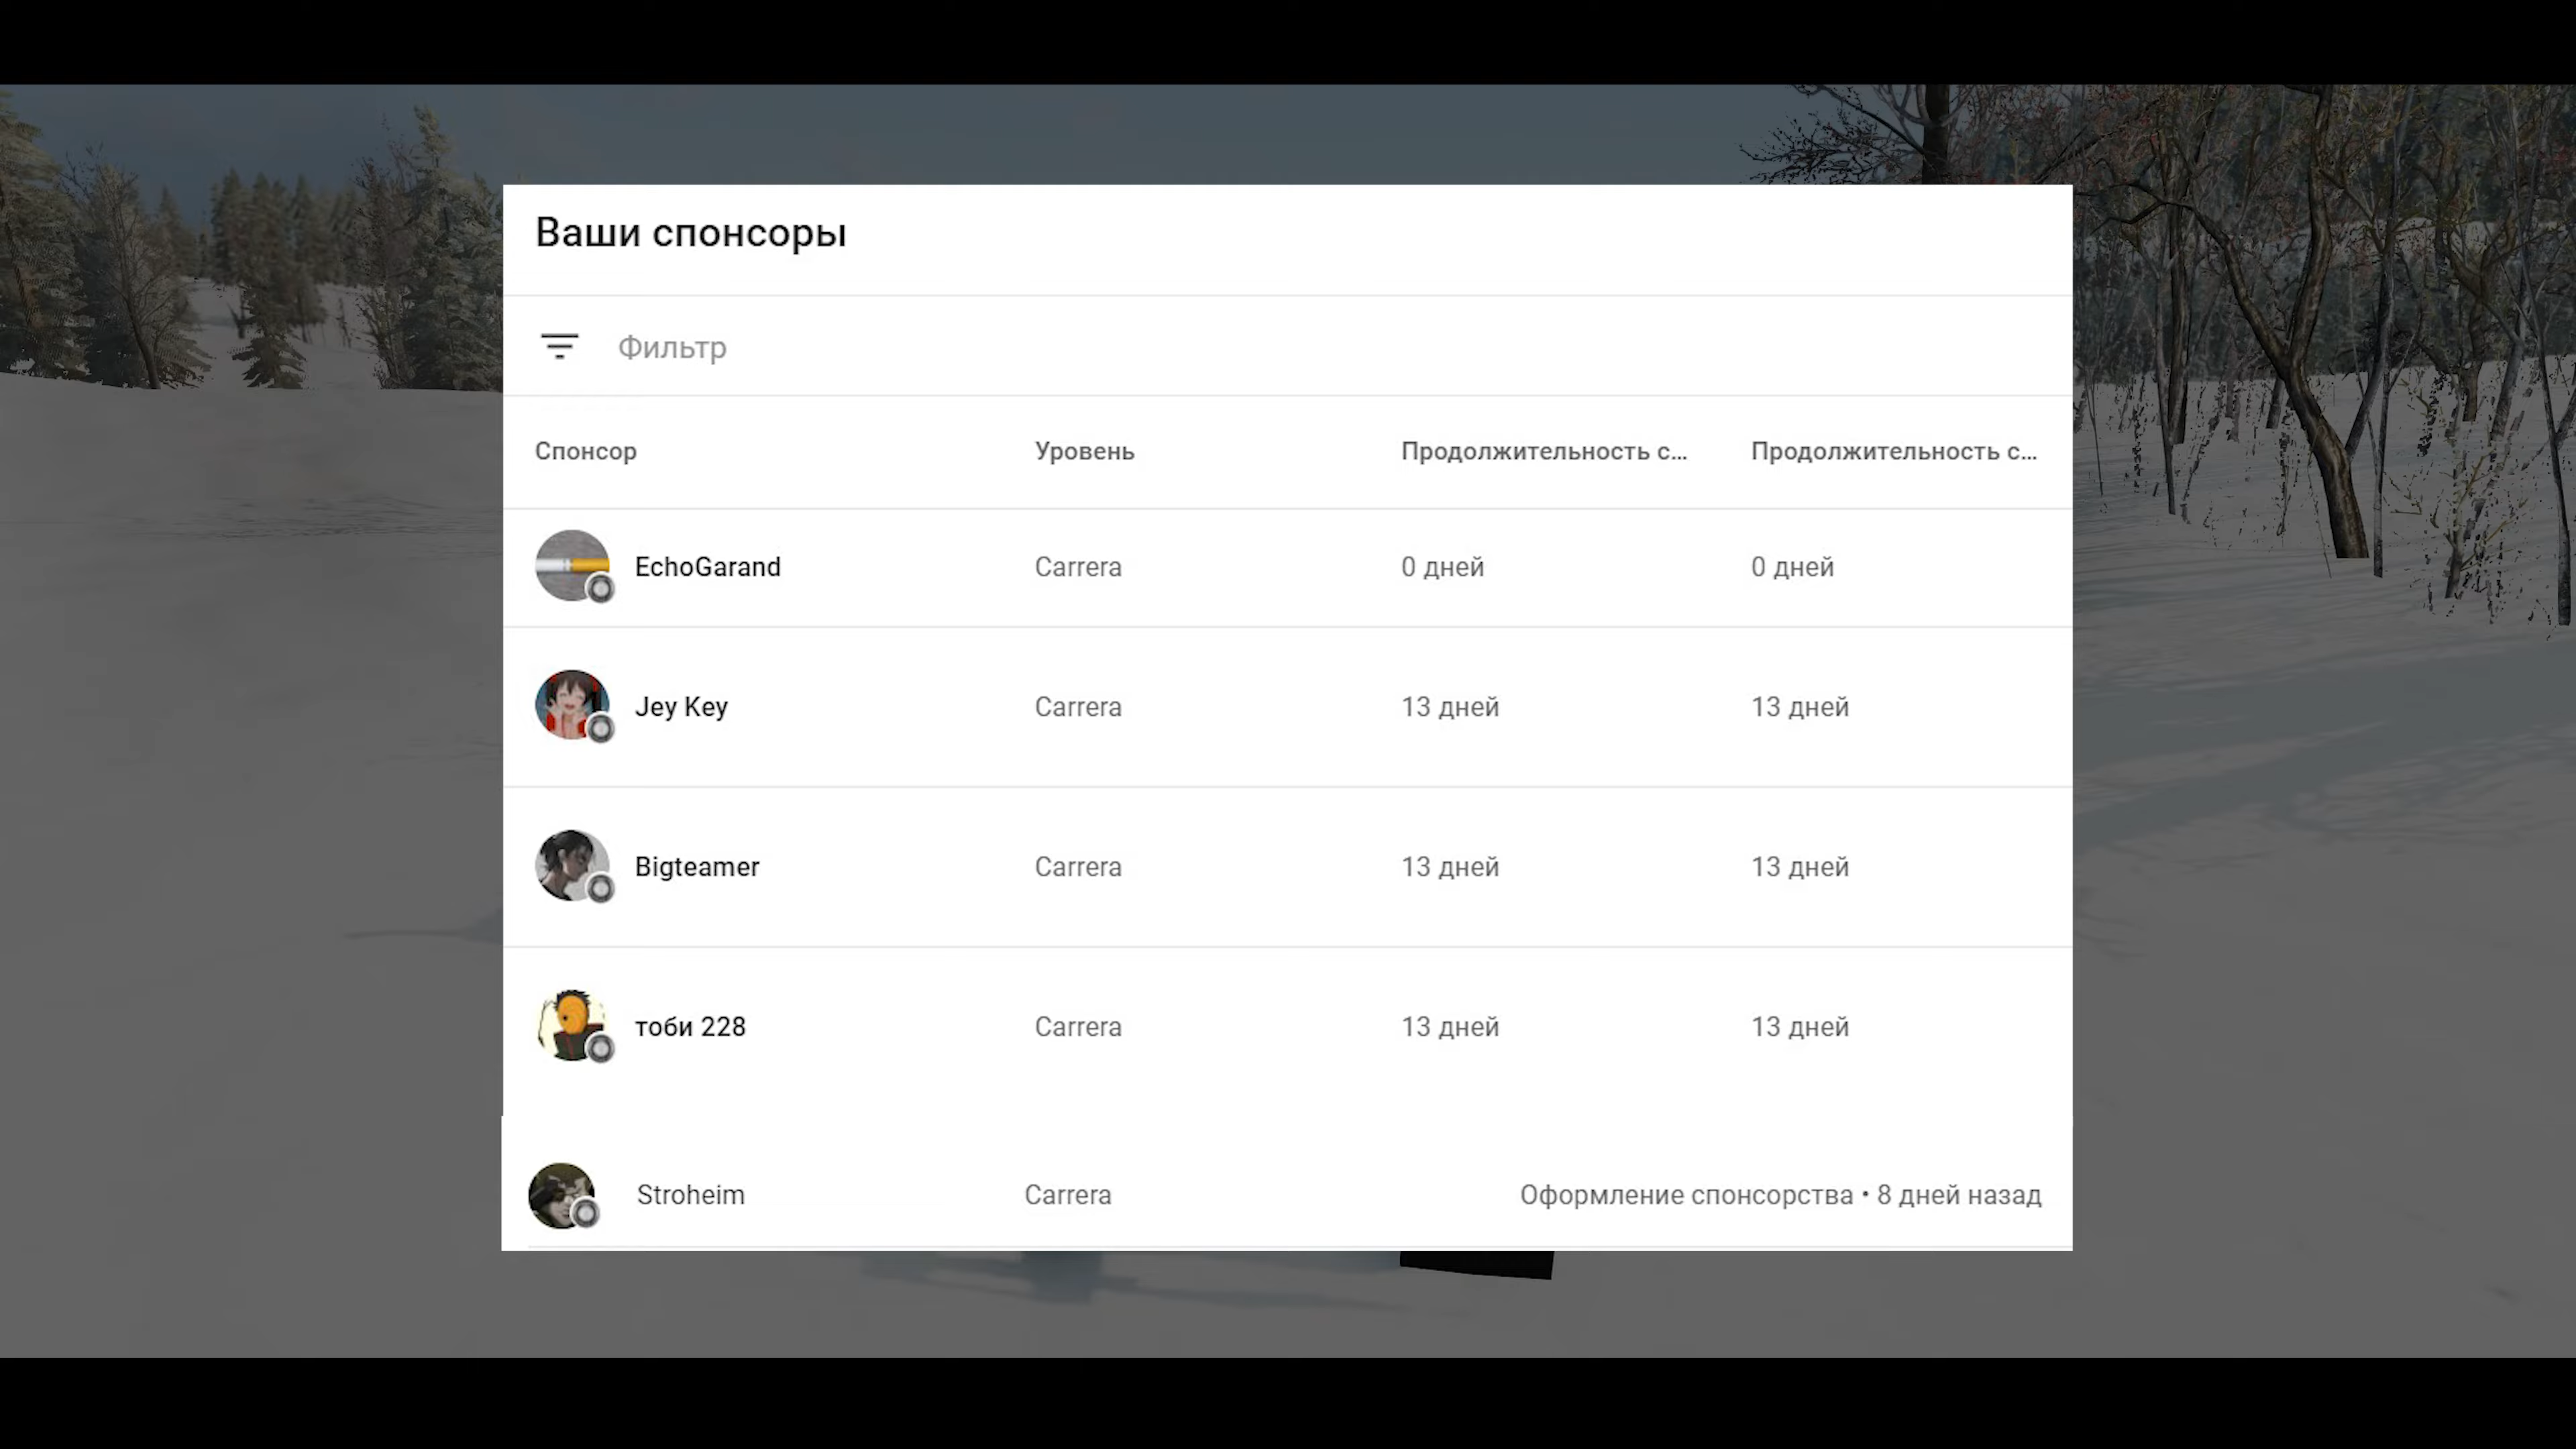 Ваши спонсоры
Фильтр
Спонсор Уровень Продолжительность с... Продолжительность с...
EchoGarand Carrera 0 дней 0 дней
Jey Key Carrera 13 дней 13 дней
Bigteamer Carrera 13 дней 13 дней
тоби 228 Carrera 13 дней 13 дней
Stroheim Carrera Оформление спонсорства • 8 дней назад